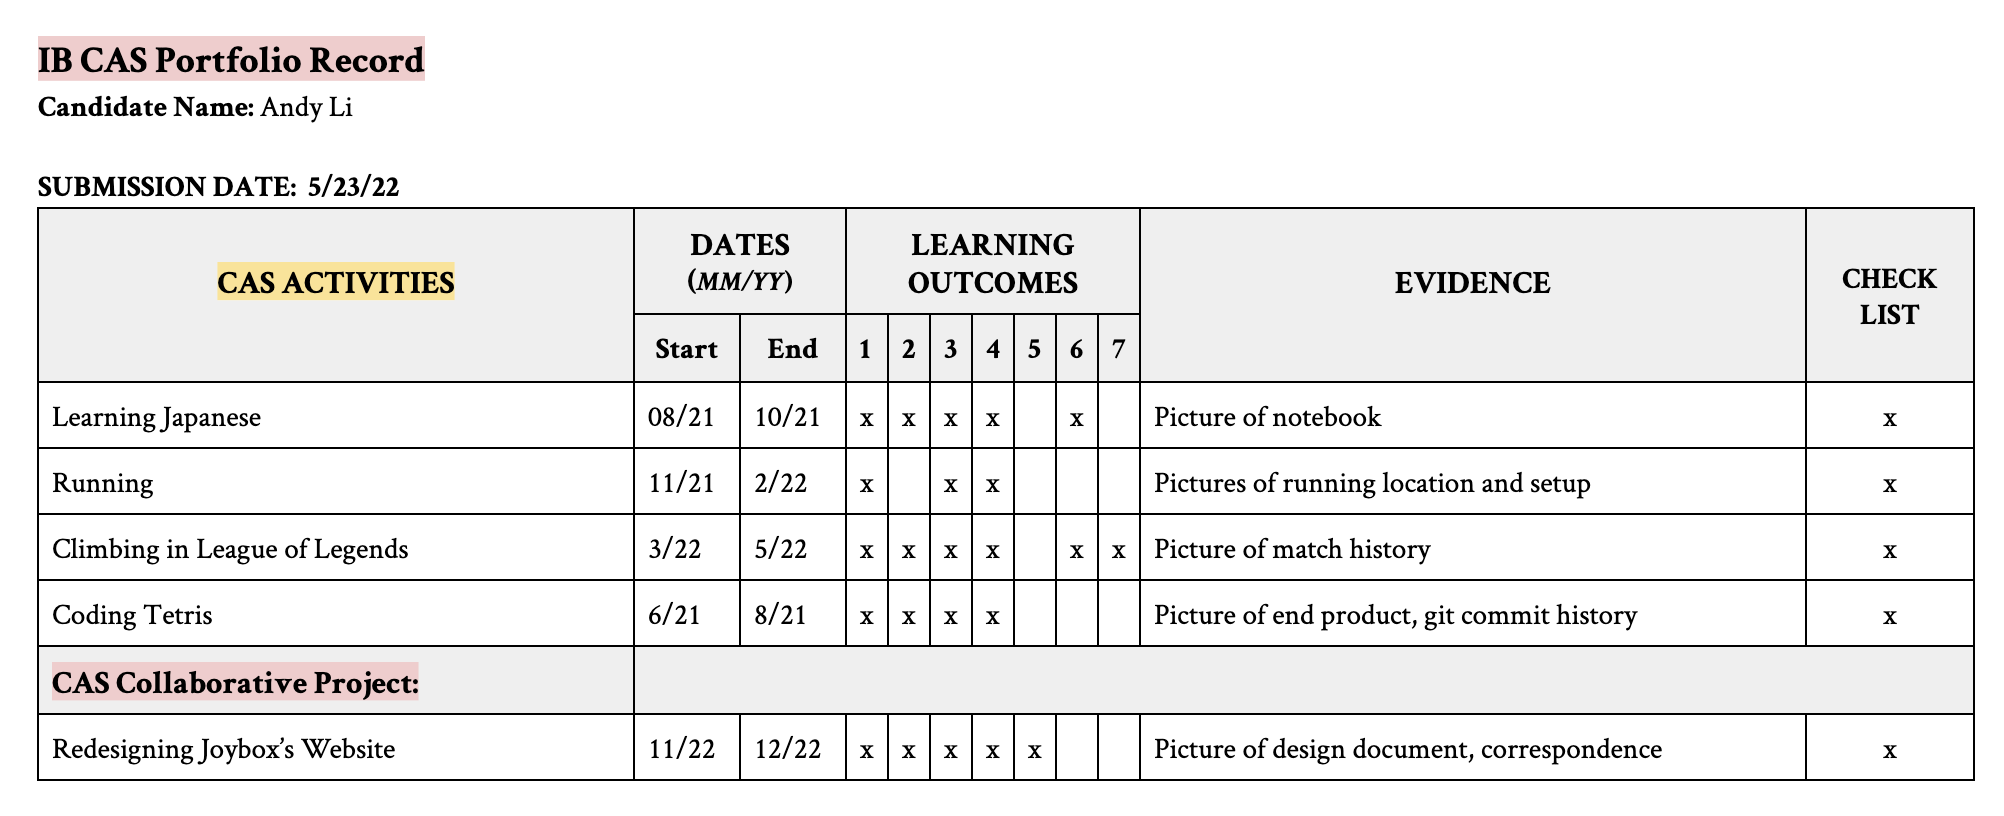 IB CAS Portfolio Record
Candidate Name: Andy Li
SUBMISSION DATE: 5/23/22
CAS ACTIVITIES DATES (MM/YY) LEARNING OUTCOMES EVIDENCE CHECK LIST
Start End 1 2 3 4 5 6 7
Learning Japanese 08/21 10/21 x x x x x Picture of notebook x
Running 11/21 2/22 x x x Pictures of running location and setup x
Climbing in League of Legends 3/22 5/22 x x x x x x Picture of match history x
Coding Tetris 6/21 8/21 x x x x Picture of end product, git commit history x
CAS Collaborative Project:
Redesigning Joybox’s Website 11/22 12/22 x x x x x Picture of design document, correspondence x